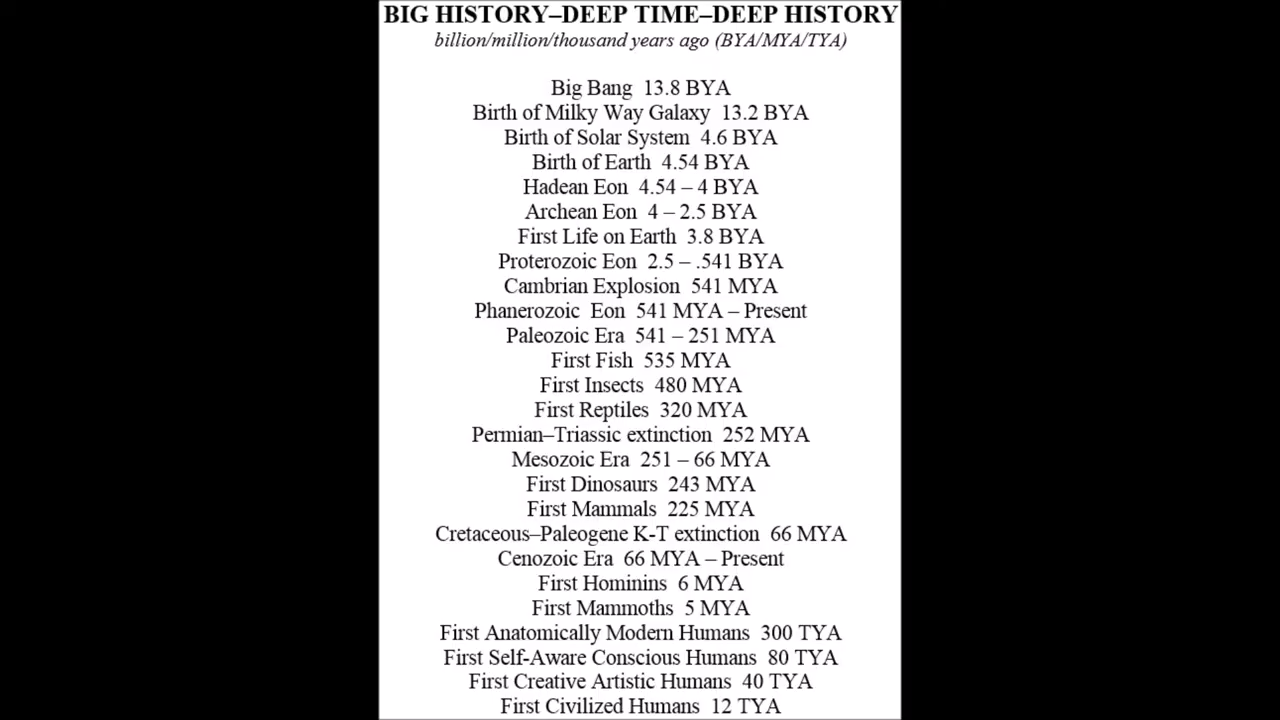 BIG HISTORY–DEEP TIME–DEEP HISTORY
billion/million/thousand years ago (BYA/MYA/TYA)
Big Bang 13.8 BYA
Birth of Milky Way Galaxy 13.2 BYA
Birth of Solar System 4.6 BYA
Birth of Earth 4.54 BYA
Hadean Eon 4.54 – 4 BYA
Archean Eon 4 – 2.5 BYA
First Life on Earth 3.8 BYA
Proterozoic Eon 2.5 – .541 BYA
Cambrian Explosion 541 MYA
Phanerozoic Eon 541 MYA – Present
Paleozoic Era 541 – 251 MYA
First Fish 535 MYA
First Insects 480 MYA
First Reptiles 320 MYA
Permian–Triassic extinction 252 MYA
Mesozoic Era 251 – 66 MYA
First Dinosaurs 243 MYA
First Mammals 225 MYA
Cretaceous–Paleogene K-T extinction 66 MYA
Cenozoic Era 66 MYA – Present
First Hominins 6 MYA
First Mammoths 5 MYA
First Anatomically Modern Humans 300 TYA
First Self-Aware Conscious Humans 80 TYA
First Creative Artistic Humans 40 TYA
First Civilized Humans 12 TYA